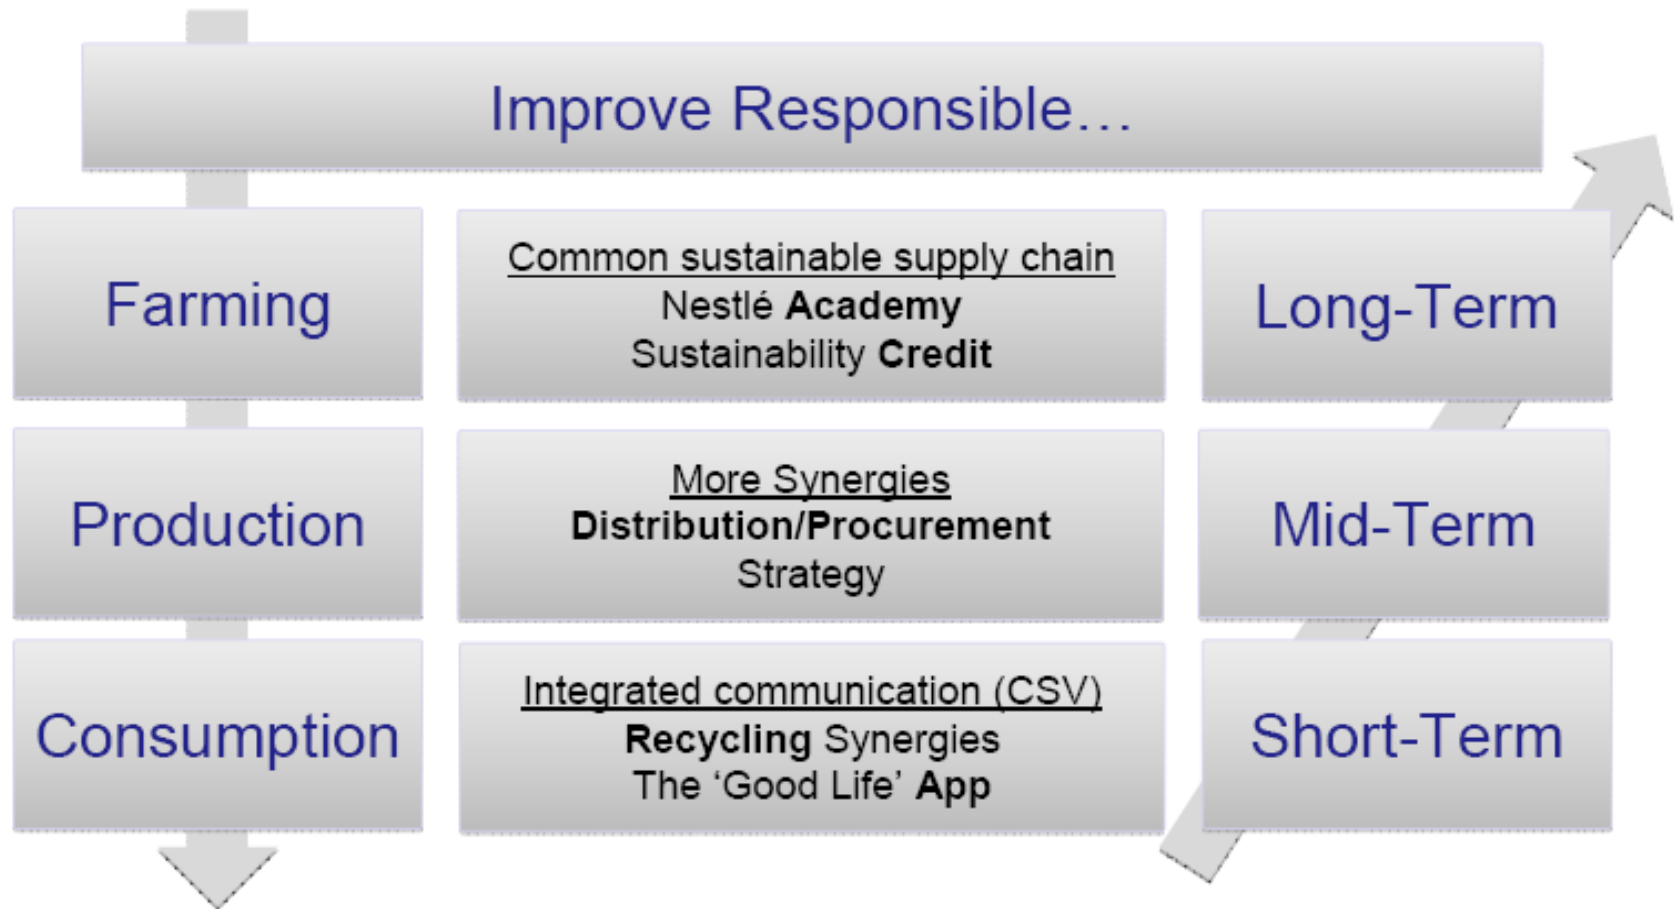 Improve Responsible…
Farming
Common sustainable supply chain
Nestlé Academy
Sustainability Credit
Long-Term
Production
More Synergies
Distribution/Procurement
Strategy
Mid-Term
Consumption
Integrated communication (CSV)
Recycling Synergies
The ‘Good Life’ App
Short-Term